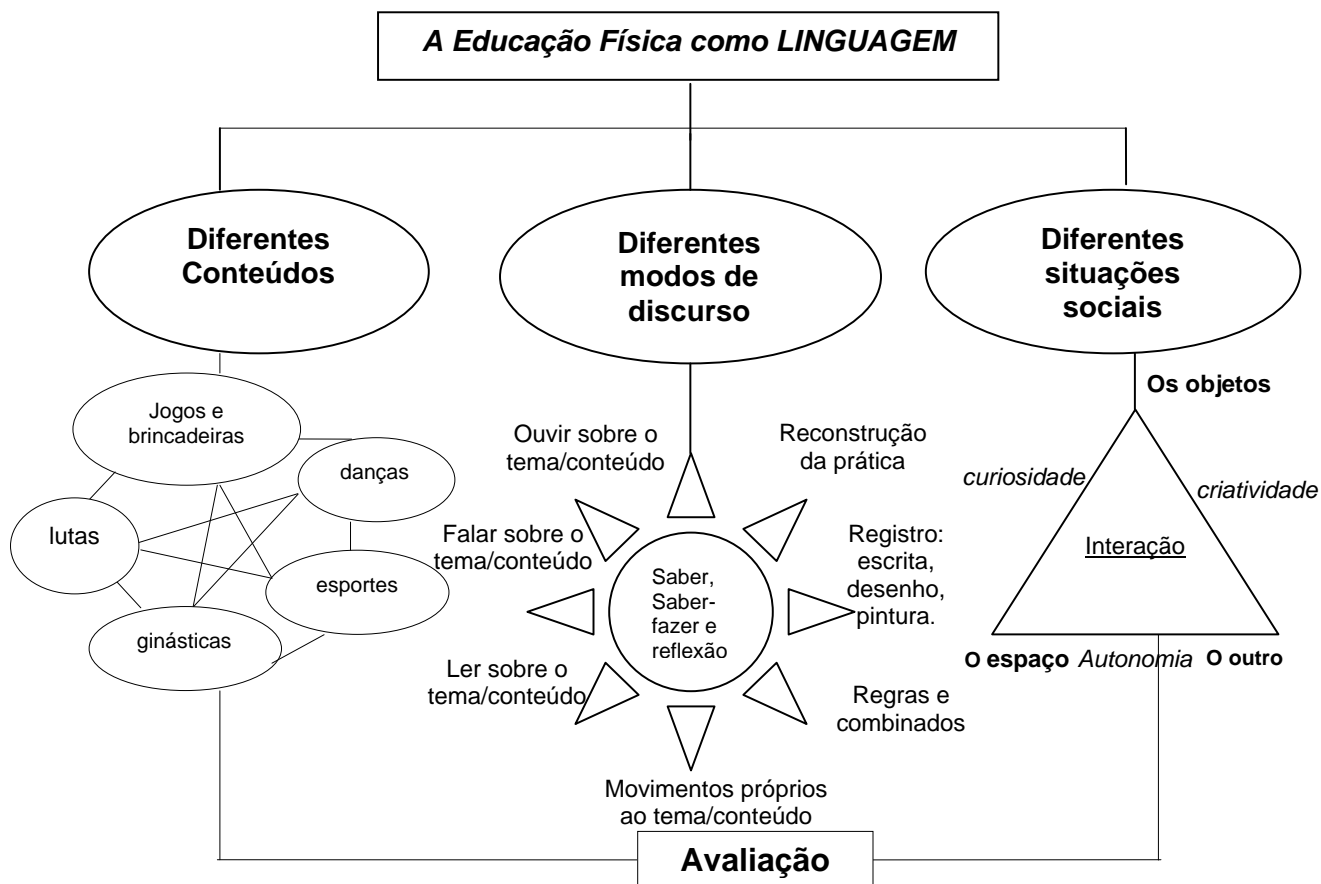 A Educação Física como LINGUAGEM
Diferentes
Conteúdos
Diferentes
modos de
discurso
Diferentes
situações
sociais
Jogos e
brincadeiras
danças
lutas
esportes
ginásticas
Ouvir sobre o
tema/conteúdo
Reconstrução
da prática
Falar sobre o
tema/conteúdo
Registro:
escrita,
desenho,
pintura.
Saber,
Saber-
fazer e
reflexão
Ler sobre o
tema/conteúdo
Regras e
combinados
Movimentos próprios
ao tema/conteúdo
Os objetos
curiosidade
criatividade
Interação
O espaço Autonomia O outro
Avaliação